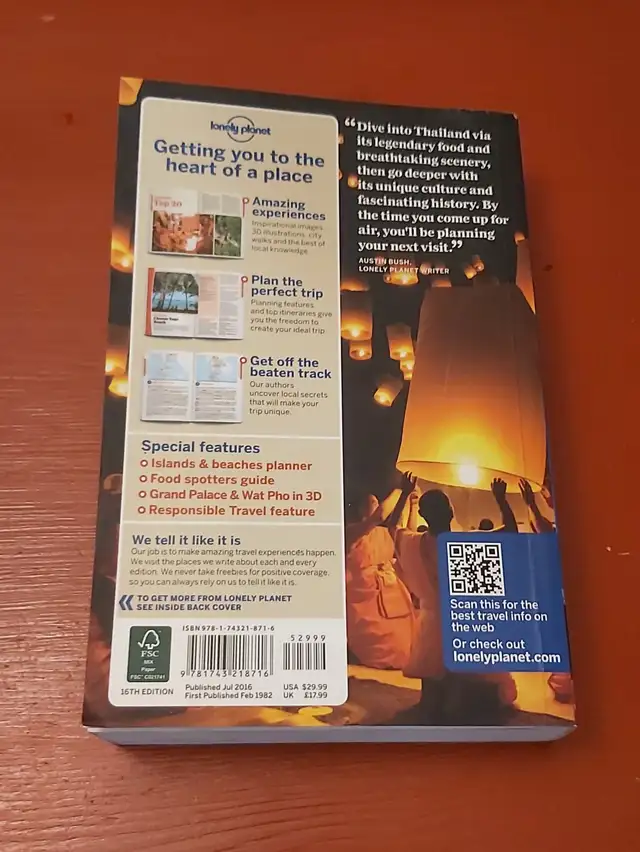 lonely planet
Getting you to the
heart of a place
Amazing
experiences
Inspirational images,
3D illustrations, city
walks and the best of
local knowledge
Plan the
perfect trip
Planning features
and top itineraries give
you the freedom to
create your ideal trip
Get off the
beaten track
Our authors
uncover local secrets
that will make your
trip unique.
Special features
Islands & beaches planner
Food spotters guide
Grand Palace & Wat Pho in 3D
Responsible Travel feature
We tell it like it is
Our job is to make amazing travel experiences happen.
We visit the places we write about each and every
edition. We never take freebies for positive coverage,
so you can always rely on us to tell it like it is.
« TO GET MORE FROM LONELY PLANET
SEE INSIDE BACK COVER
FSC
MIX
Paper
FSC® C021741
16TH EDITION
ISBN 978-1-74321-871-6
52999
9 781743 218716
Published Jul 2016
First Published Feb 1982
USA $29.99
UK £17.99
“Dive into Thailand via
its legendary food and
breathtaking scenery,
then go deeper with
its unique culture and
fascinating history. By
the time you come up for
air, you'll be planning
your next visit.”
AUSTIN BUSH,
LONELY PLANET WRITER
Scan this for the
best travel info on
the web
Or check out
lonelyplanet.com